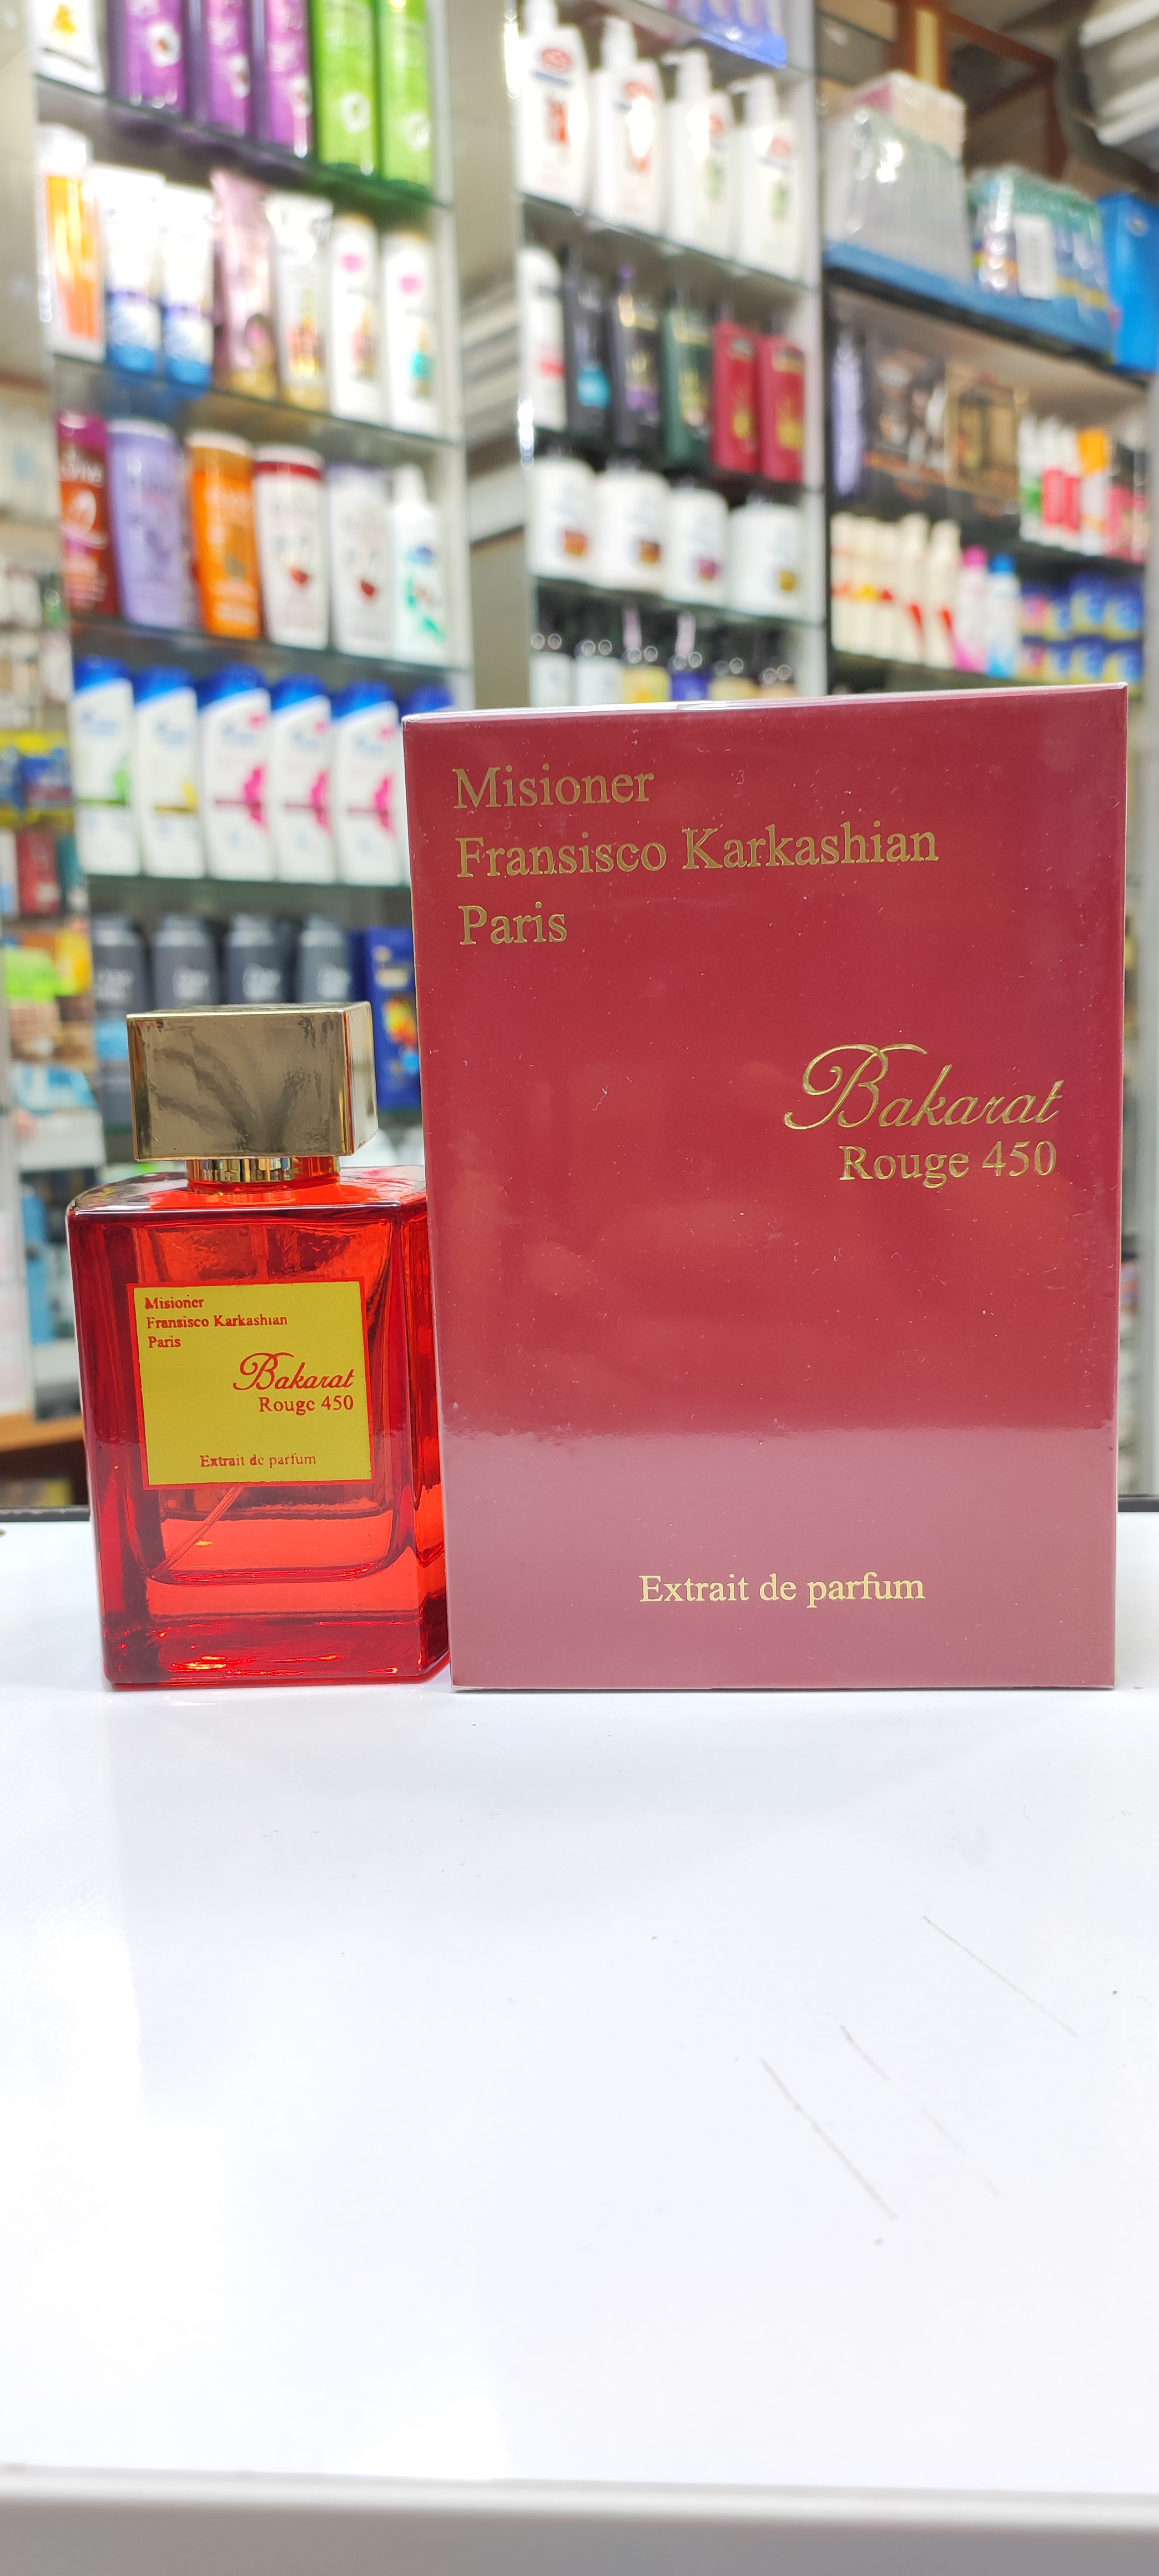 Misioner
Fransisco Karkashian
Paris
Bakarat
Rouge 450
Extrait de parfum
Misioner
Fransisco Karkashian
Paris
Bakarat
Rouge 450
Extrait de parfum